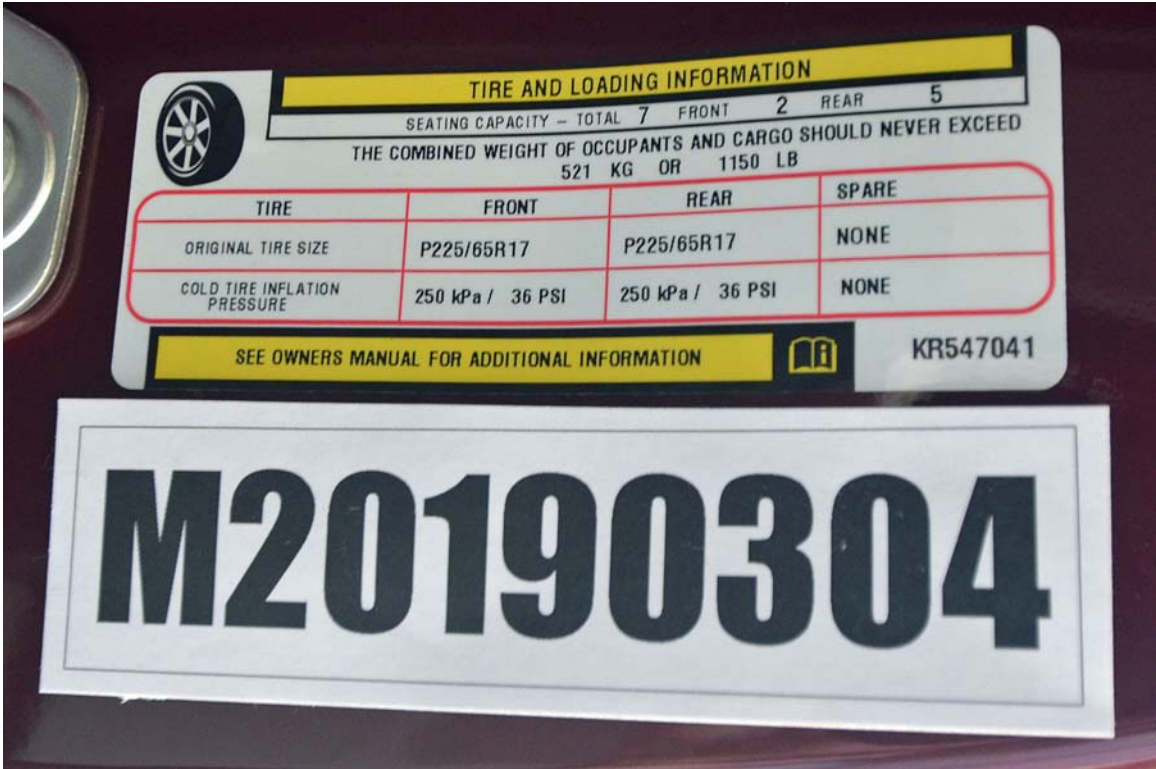 TIRE AND LOADING INFORMATION
SEATING CAPACITY – TOTAL 7 FRONT 2 REAR 5
THE COMBINED WEIGHT OF OCCUPANTS AND CARGO SHOULD NEVER EXCEED
521 KG OR 1150 LB
TIRE FRONT REAR SPARE
ORIGINAL TIRE SIZE P225/65R17 P225/65R17 NONE
COLD TIRE INFLATION PRESSURE 250 kPa / 36 PSI 250 kPa / 36 PSI NONE
SEE OWNERS MANUAL FOR ADDITIONAL INFORMATION
KR547041
M20190304